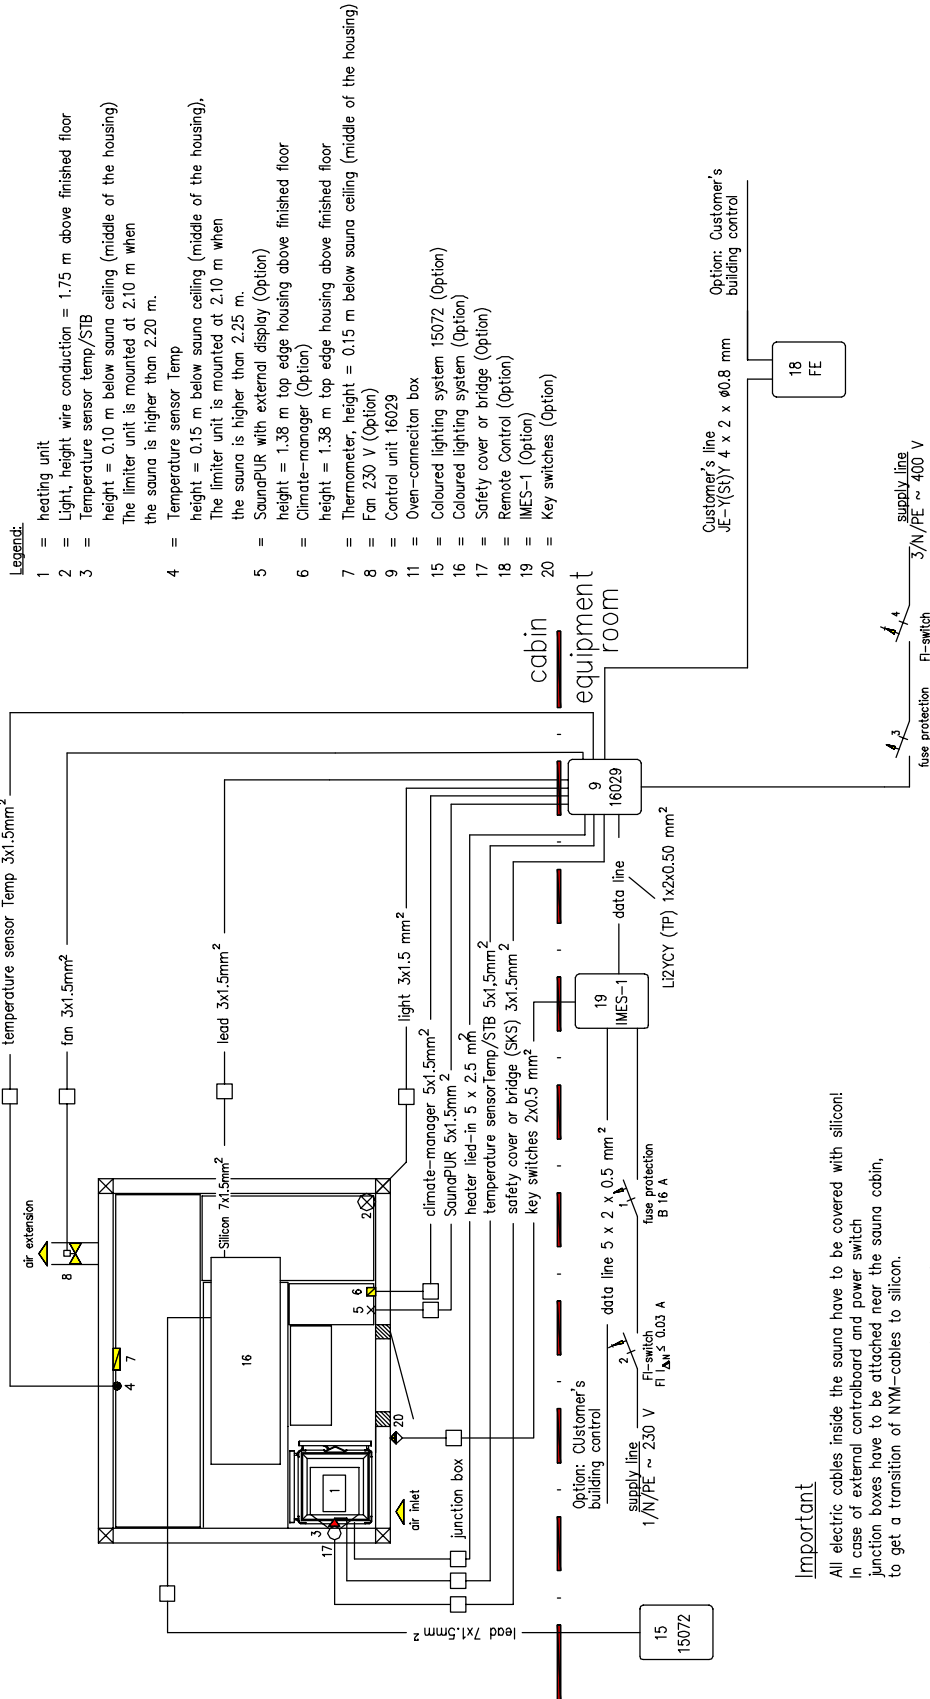 Legend:
1 = heating unit
2 = Light, height wire conduction = 1.75 m above finished floor
3 = Temperature sensor temp/STB
height = 0.10 m below sauna ceiling (middle of the housing)
The limiter unit is mounted at 2.10 m when
the sauna is higher than 2.20 m.
4 = Temperature sensor Temp
height = 0.15 m below sauna ceiling (middle of the housing),
The limiter unit is mounted at 2.10 m when
the sauna is higher than 2.25 m.
5 = SaunaPUR with external display (Option)
height = 1.38 m top edge housing above finished floor
6 = Climate-manager (Option)
height = 1.38 m top edge housing above finished floor
7 = Thermometer, height = 0.15 m below sauna ceiling (middle of the housing)
8 = Fan 230 V (Option)
9 = Control unit 16029
11 = Oven-conneciton box
15 = Coloured lighting system 15072 (Option)
16 = Coloured lighting system (Option)
17 = Safety cover or bridge (Option)
18 = Remote Control (Option)
19 = IMES-1 (Option)
20 = Key switches (Option)
temperature sensor Temp 3x1.5mm²
fan 3x1.5mm²
lead 3x1.5mm²
light 3x1.5 mm²
climate-manager 5x1.5mm²
SaunaPUR 5x1.5mm²
heater lied-in 5 x 2.5 mm²
temperature sensorTemp/STB 5x1,5mm²
safety cover or bridge (SKS) 3x1.5mm²
key switches 2x0.5 mm²
air extension
8
7
4
Silicon 7x1.5mm²
16
2
6
5
20
1
3
17
air inlet
junction box
lead 7x1.5mm²
15
15072
cabin
equipment
room
9
16029
data line
Li2YCY (TP) 1x2x0.50 mm²
19
IMES-1
data line 5 x 2 x 0.5 mm²
Option: CUstomer's
building control
supply line
1/N/PE ~ 230 V
2
FI-switch
FI I∆N ≤ 0.03 A
1
fuse protection
B 16 A
Customer's line
JE-Y(St)Y 4 x 2 x ø0.8 mm
Option: Customer's
building control
18
FE
supply line
3/N/PE ~ 400 V
4
FI-switch
3
fuse protection
Important
All electric cables inside the sauna have to be covered with silicon!
In case of external controlboard and power switch
junction boxes have to be attached near the sauna cabin,
to get a transition of NYM-cables to silicon.